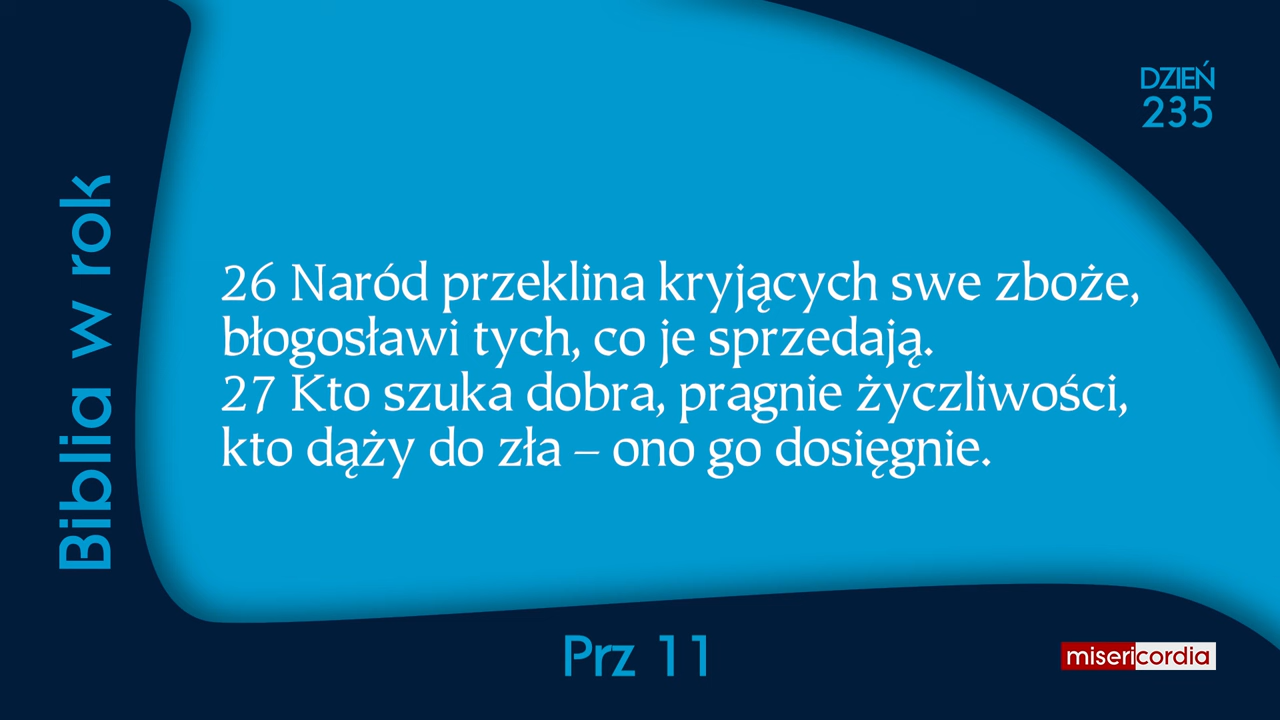 DZIEŃ
235
Biblia w rok
26 Naród przeklina kryjących swe zboże,
błogosławi tych, co je sprzedają.
27 Kto szuka dobra, pragnie życzliwości,
kto dąży do zła – ono go dosięgnie.
Prz 11
misericordia